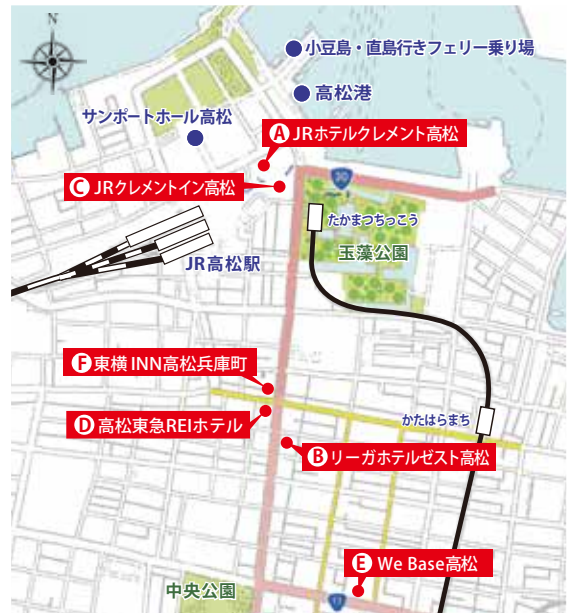 N
小豆島・直島行きフェリー乗り場
高松港
サンポートホール高松
A JRホテルクレメント高松
C JRクレメントイン高松
30
たかまつちっこう
玉藻公園
JR高松駅
F 東横INN高松兵庫町
D 高松東急REIホテル
かたはらまち
B リーガホテルゼスト高松
E We Base高松
中央公園
11